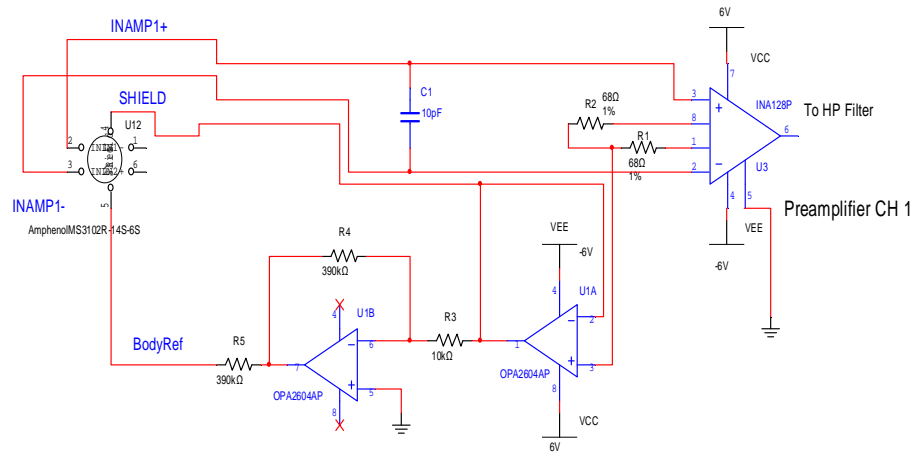 INAMP1+
6V
VCC
7
SHIELD
C1
10pF
R2
68Ω
1%
3
INA128P
To HP Filter
8
6
4
U12
2
1
R1
1
68Ω
1%
2
U3
3
6
4
5
INAMP1-
5
AmphenolMS3102R-14S-6S
VEE
Preamplifier CH 1
-6V
R4
390kΩ
VEE
-6V
4
U1A
4
U1B
R3
10kΩ
2
6
1
R5
390kΩ
BodyRef
7
3
OPA2604AP
5
OPA2604AP
8
8
VCC
6V